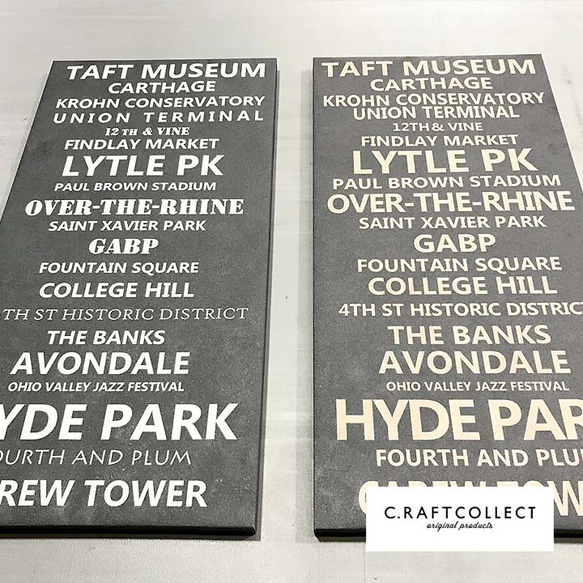 TAFT MUSEUM
CARTHAGE
KROHN CONSERVATORY
UNION TERMINAL
12 TH & VINE
FINDLAY MARKET
LYTLE PK
PAUL BROWN STADIUM
OVER-THE-RHINE
SAINT XAVIER PARK
GABP
FOUNTAIN SQUARE
COLLEGE HILL
TH ST HISTORIC DISTRICT
THE BANKS
AVONDALE
OHIO VALLEY JAZZ FESTIVAL
YDE PARK
OURTH AND PLUM
REW TOWER
TAFT MUSEUM
CARTHAGE
KROHN CONSERVATORY
UNION TERMINAL
12TH & VINE
FINDLAY MARKET
LYTLE PK
PAUL BROWN STADIUM
OVER-THE-RHINE
SAINT XAVIER PARK
GABP
FOUNTAIN SQUARE
COLLEGE HILL
4TH ST HISTORIC DISTRIC
THE BANKS
AVONDALE
OHIO VALLEY JAZZ FESTIVAL
HYDE PAR
FOURTH AND PLU
C.RAFTCOLLECT
original products